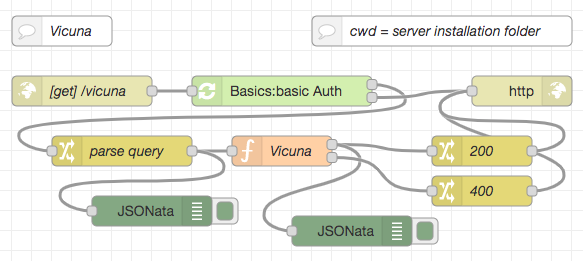 Vicuna
cwd = server installation folder
[get] /vicuna
Basics:basic Auth
http
parse query
Vicuna
200
400
JSONata
JSONata